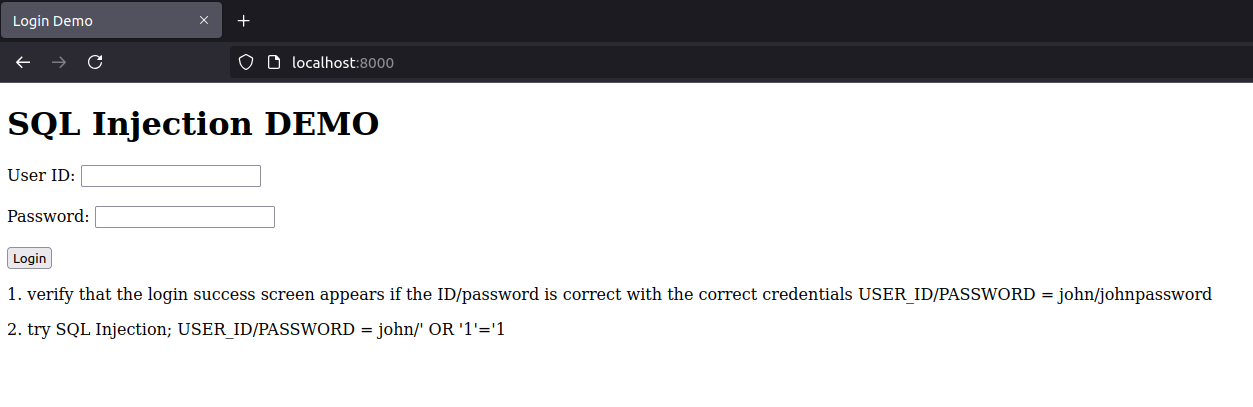 Login Demo
localhost:8000
SQL Injection DEMO
User ID:
Password:
Login
1. verify that the login success screen appears if the ID/password is correct with the correct credentials USER_ID/PASSWORD = john/johnpassword
2. try SQL Injection; USER_ID/PASSWORD = john/' OR '1'='1